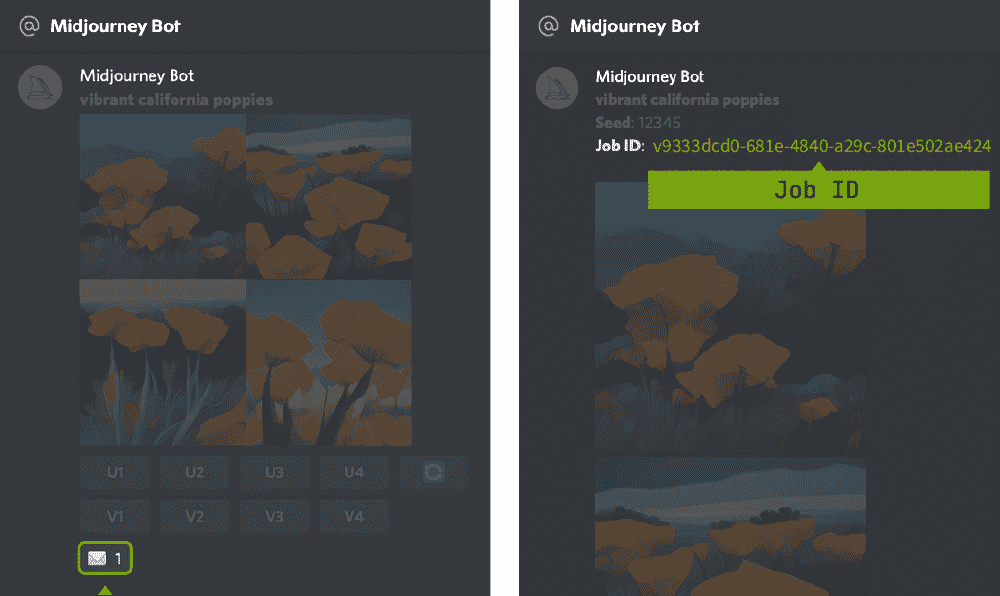 Midjourney Bot
Midjourney Bot
vibrant california poppies
U1 U2 U3 U4
V1 V2 V3 V4
1
Midjourney Bot
Midjourney Bot
vibrant california poppies
Seed: 12345
Job ID: v9333dcd0-681e-4840-a29c-801e502ae424
Job ID